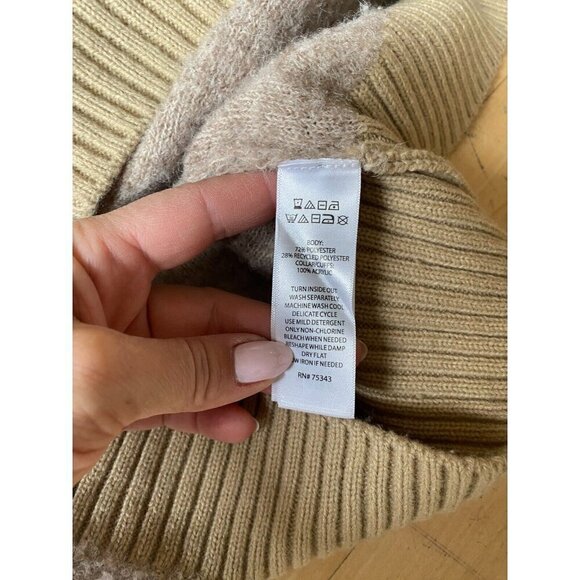 BODY:
72% POLYESTER
28% RECYCLED POLYESTER
COLLAR/CUFFS:
100% ACRYLIC
TURN INSIDE OUT
WASH SEPARATELY
MACHINE WASH COOL
DELICATE CYCLE
USE MILD DETERGENT
ONLY NON-CHLORINE
BLEACH WHEN NEEDED
RESHAPE WHILE DAMP
DRY FLAT
IRON IF NEEDED
RN# 75343